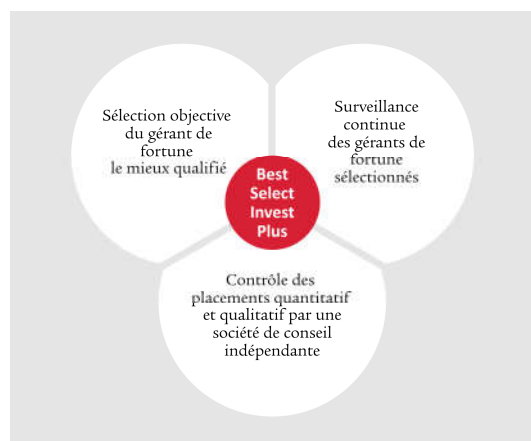 Sélection objective
du gérant de
fortune
le mieux qualifié
Surveillance
continue
des gérants de
fortune
sélectionnés
Best
Select
Invest
Plus
Contrôle des
placements quantitatif
et qualitatif par une
société de conseil
indépendante